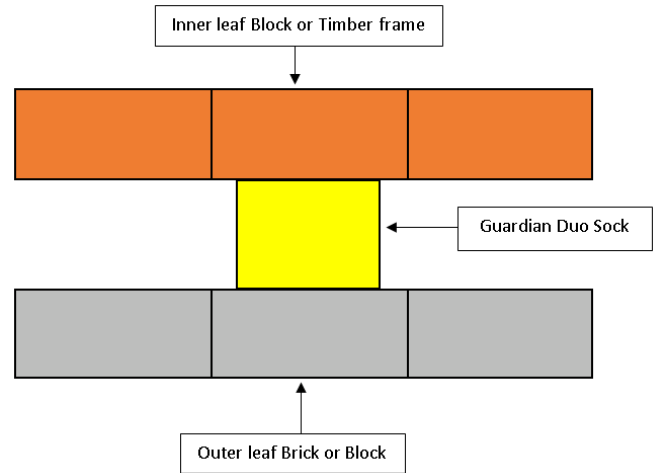 Inner leaf Block or Timber frame
Guardian Duo Sock
Outer leaf Brick or Block